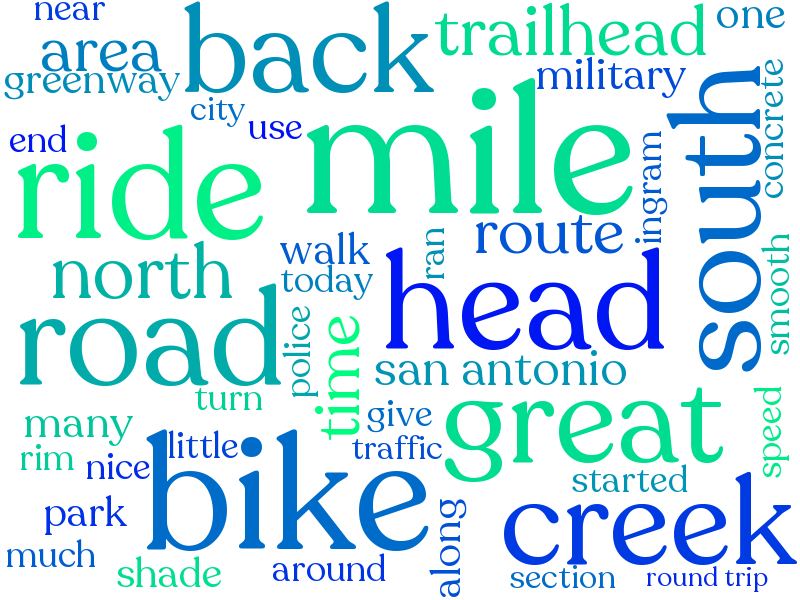 near
back
trailhead
one
area
greenway
military
city
use
mile
south
concrete
end
ride
ingram
route
walk
ran
north
today
head
smooth
road
police
time
san antonio
turn
many
give
great
speed
rim
nice
little
traffic
bike
started
creek
park
along
much
shade
around
section
round trip